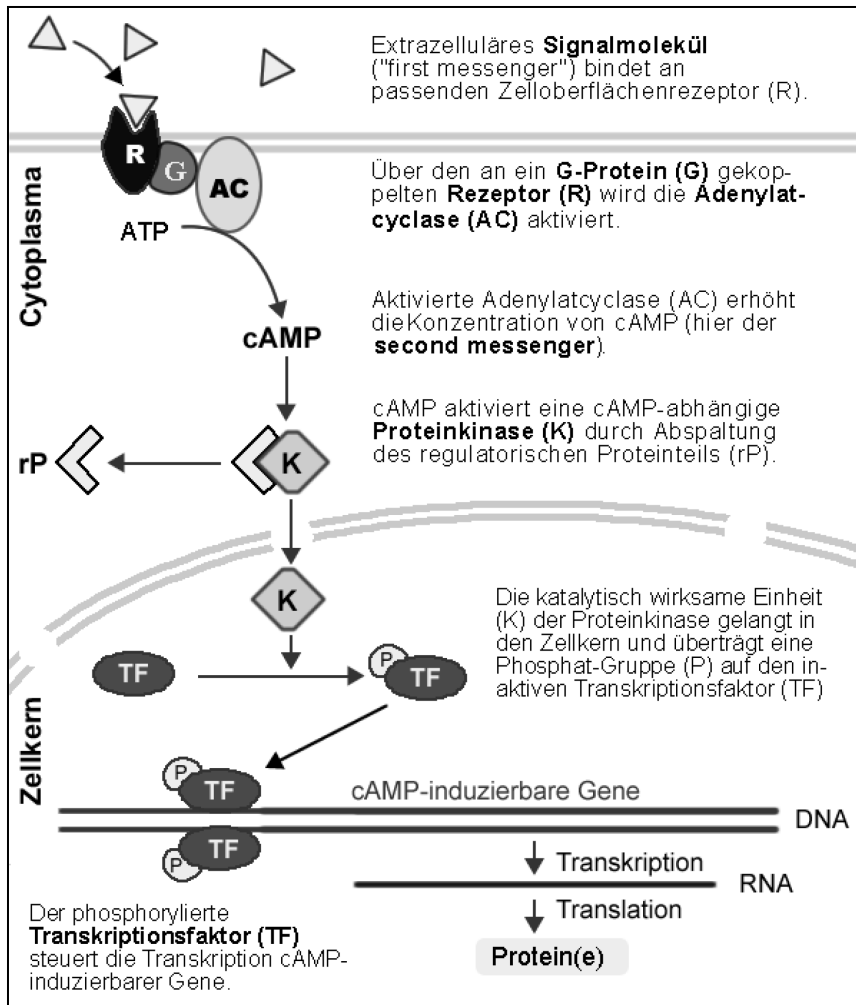 Extrazelluläres Signalmolekül
("first messenger") bindet an
passenden Zelloberflächenrezeptor (R).
R
G
AC
Über den an ein G-Protein (G) gekop-
pelten Rezeptor (R) wird die Adenylat-
cyclase (AC) aktiviert.
ATP
Cytoplasma
Aktivierte Adenylatcyclase (AC) erhöht
die Konzentration von cAMP (hier der
second messenger).
cAMP
cAMP aktiviert eine cAMP-abhängige
Proteinkinase (K) durch Abspaltung
des regulatorischen Proteinteils (rP).
rP
K
K
Die katalytisch wirksame Einheit
(K) der Proteinkinase gelangt in
den Zellkern und überträgt eine
Phosphat-Gruppe (P) auf den in-
aktiven Transkriptionsfaktor (TF)
TF
P
TF
Zellkern
P
TF
cAMP-induzierbare Gene
DNA
TF
P
Transkription
RNA
Translation
Protein(e)
Der phosphorylierte
Transkriptionsfaktor (TF)
steuert die Transkription cAMP-
induzierbarer Gene.